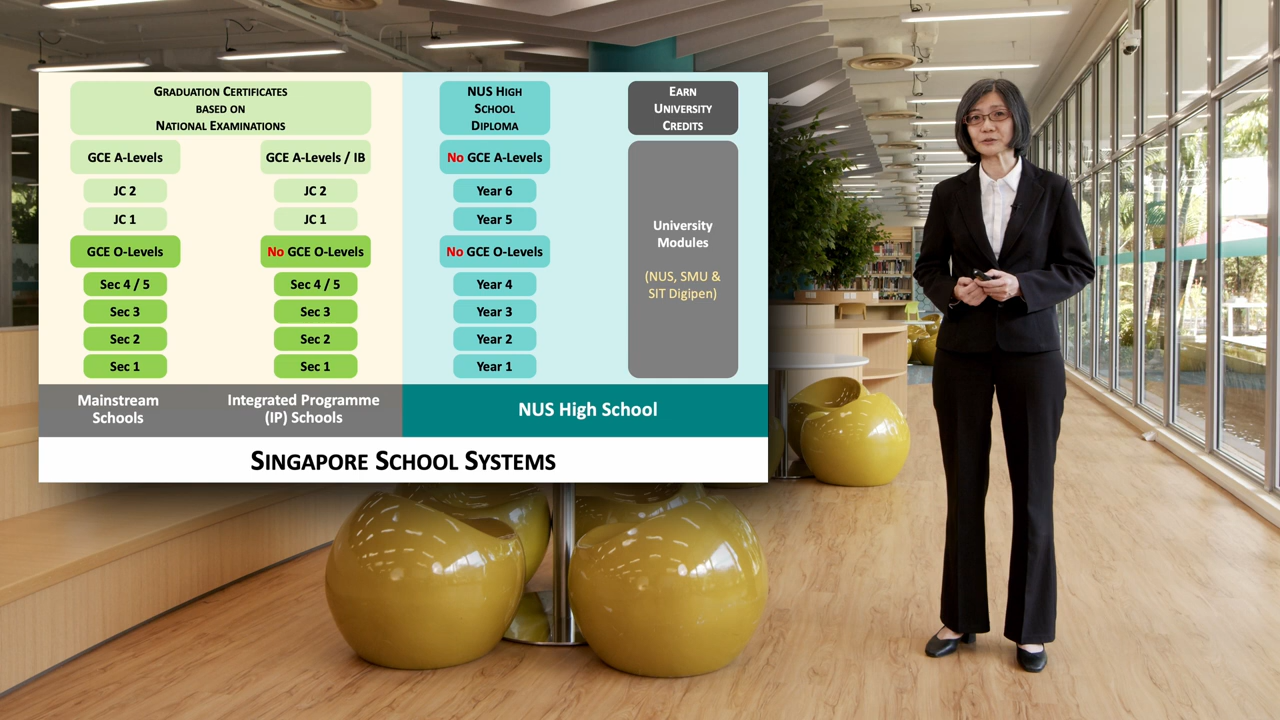 GRADUATION CERTIFICATES
BASED ON
NATIONAL EXAMINATIONS
GCE A-Levels
JC 2
JC 1
GCE O-Levels
Sec 4 / 5
Sec 3
Sec 2
Sec 1
Mainstream
Schools
GCE A-Levels / IB
JC 2
JC 1
No GCE O-Levels
Sec 4 / 5
Sec 3
Sec 2
Sec 1
Integrated Programme
(IP) Schools
NUS HIGH
SCHOOL
DIPLOMA
No GCE A-Levels
Year 6
Year 5
No GCE O-Levels
Year 4
Year 3
Year 2
Year 1
EARN
UNIVERSITY
CREDITS
University
Modules
(NUS, SMU &
SIT Digipen)
NUS High School
SINGAPORE SCHOOL SYSTEMS